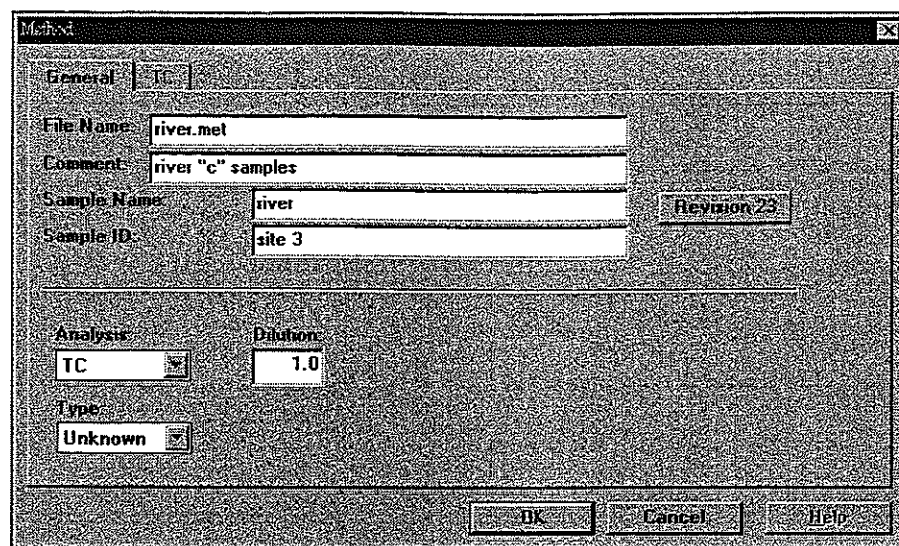 Method
General TC
File Name: river.met
Comment: river "c" samples
Sample Name: river
Revision 23
Sample ID: site 3
Analysis: Dilution:
TC 1.0
Type:
Unknown
OK Cancel Help